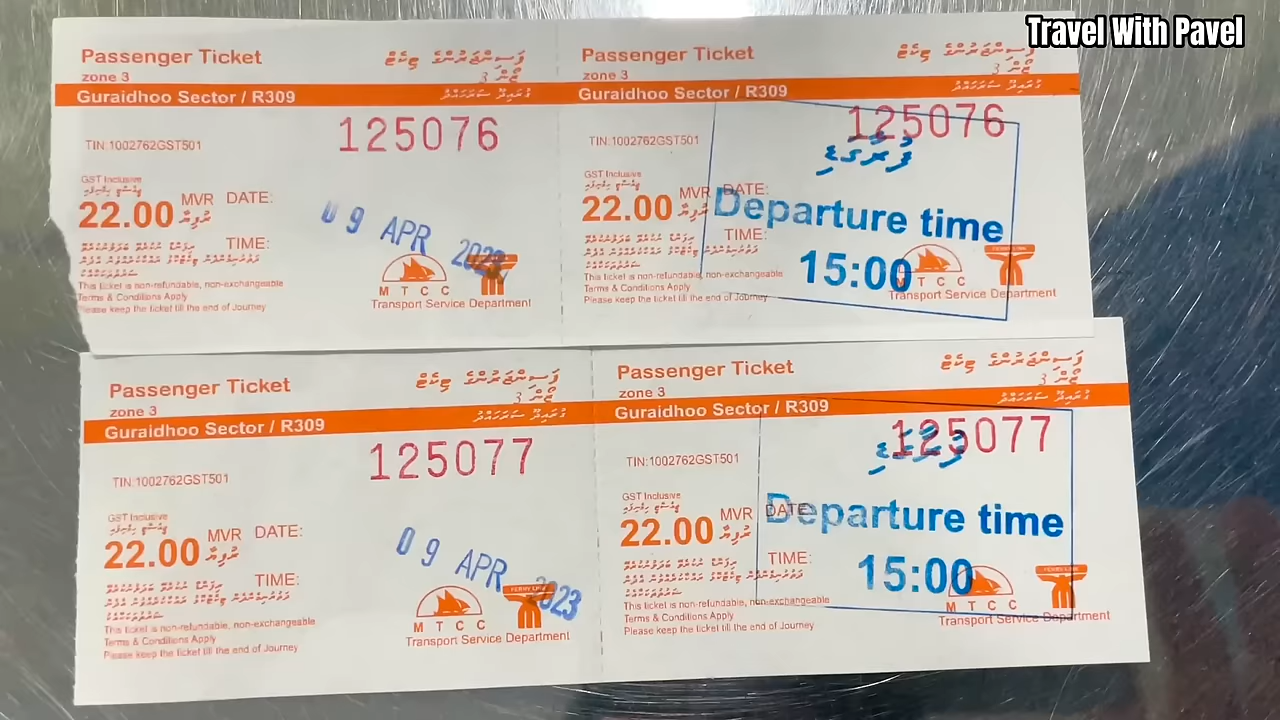 Travel With Pavel
Passenger Ticket
ފަސިންޖަރުންގެ ޓިކެޓް
zone 3
ޒޯން 3
Guraidhoo Sector / R309
ގުރައިދޫ ސަރަހައްދު
125076
TIN:1002762GST501
GST Inclusive
22.00 MVR DATE:
ރުފިޔާ
TIME:
09 APR 2023
This ticket is non-refundable, non-exchangeable
Terms & Conditions Apply
Please keep the ticket till the end of Journey
MTCC
Transport Service Department
Passenger Ticket
ފަސިންޖަރުންގެ ޓިކެޓް
zone 3
ޒޯން 3
Guraidhoo Sector / R309
ގުރައިދޫ ސަރަހައްދު
125076
TIN:1002762GST501
GST Inclusive
22.00 MVR DATE:
ރުފިޔާ
TIME:
Departure time
15:00
This ticket is non-refundable, non-exchangeable
Terms & Conditions Apply
Please keep the ticket till the end of Journey
MTCC
Transport Service Department
Passenger Ticket
ފަސިންޖަރުންގެ ޓިކެޓް
zone 3
ޒޯން 3
Guraidhoo Sector / R309
ގުރައިދޫ ސަރަހައްދު
125077
TIN:1002762GST501
GST Inclusive
22.00 MVR DATE:
ރުފިޔާ
TIME:
09 APR 2023
This ticket is non-refundable, non-exchangeable
Terms & Conditions Apply
Please keep the ticket till the end of Journey
MTCC
FERRY LINK
Transport Service Department
Passenger Ticket
ފަސިންޖަރުންގެ ޓިކެޓް
zone 3
ޒޯން 3
Guraidhoo Sector / R309
ގުރައިދޫ ސަރަހައްދު
125077
TIN:1002762GST501
GST Inclusive
22.00 MVR DATE:
ރުފިޔާ
TIME:
Departure time
15:00
This ticket is non-refundable, non-exchangeable
Terms & Conditions Apply
Please keep the ticket till the end of Journey
MTCC
FERRY LINK
Transport Service Department